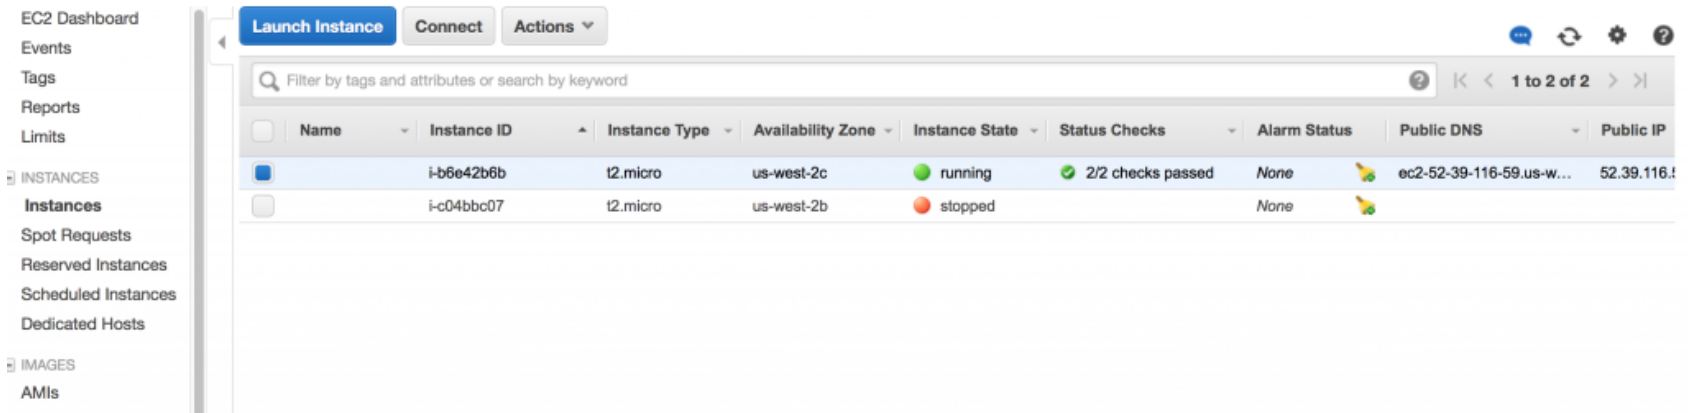 EC2 Dashboard
Events
Tags
Reports
Limits
INSTANCES
Instances
Spot Requests
Reserved Instances
Scheduled Instances
Dedicated Hosts
IMAGES
AMIs
Launch Instance Connect Actions
Filter by tags and attributes or search by keyword
1 to 2 of 2
Name Instance ID Instance Type Availability Zone Instance State Status Checks Alarm Status Public DNS Public IP
i-b6e42b6b t2.micro us-west-2c running 2/2 checks passed None ec2-52-39-116-59.us-w... 52.39.116.
i-c04bbc07 t2.micro us-west-2b stopped None